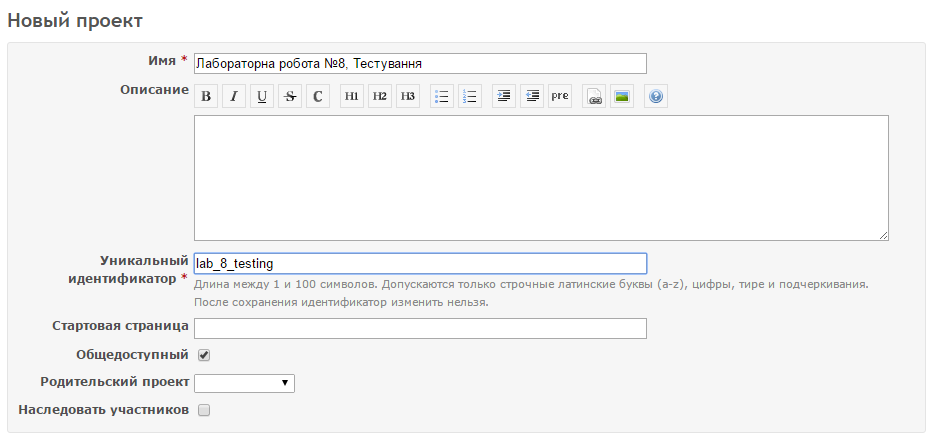 Новый проект
Имя * Лабораторна робота №8, Тестування
Описание B I U S C H1 H2 H3 pre
Уникальный
идентификатор * lab_8_testing
Длина между 1 и 100 символов. Допускаются только строчные латинские буквы (a-z), цифры, тире и подчеркивания.
После сохранения идентификатор изменить нельзя.
Стартовая страница
Общедоступный
Родительский проект
Наследовать участников